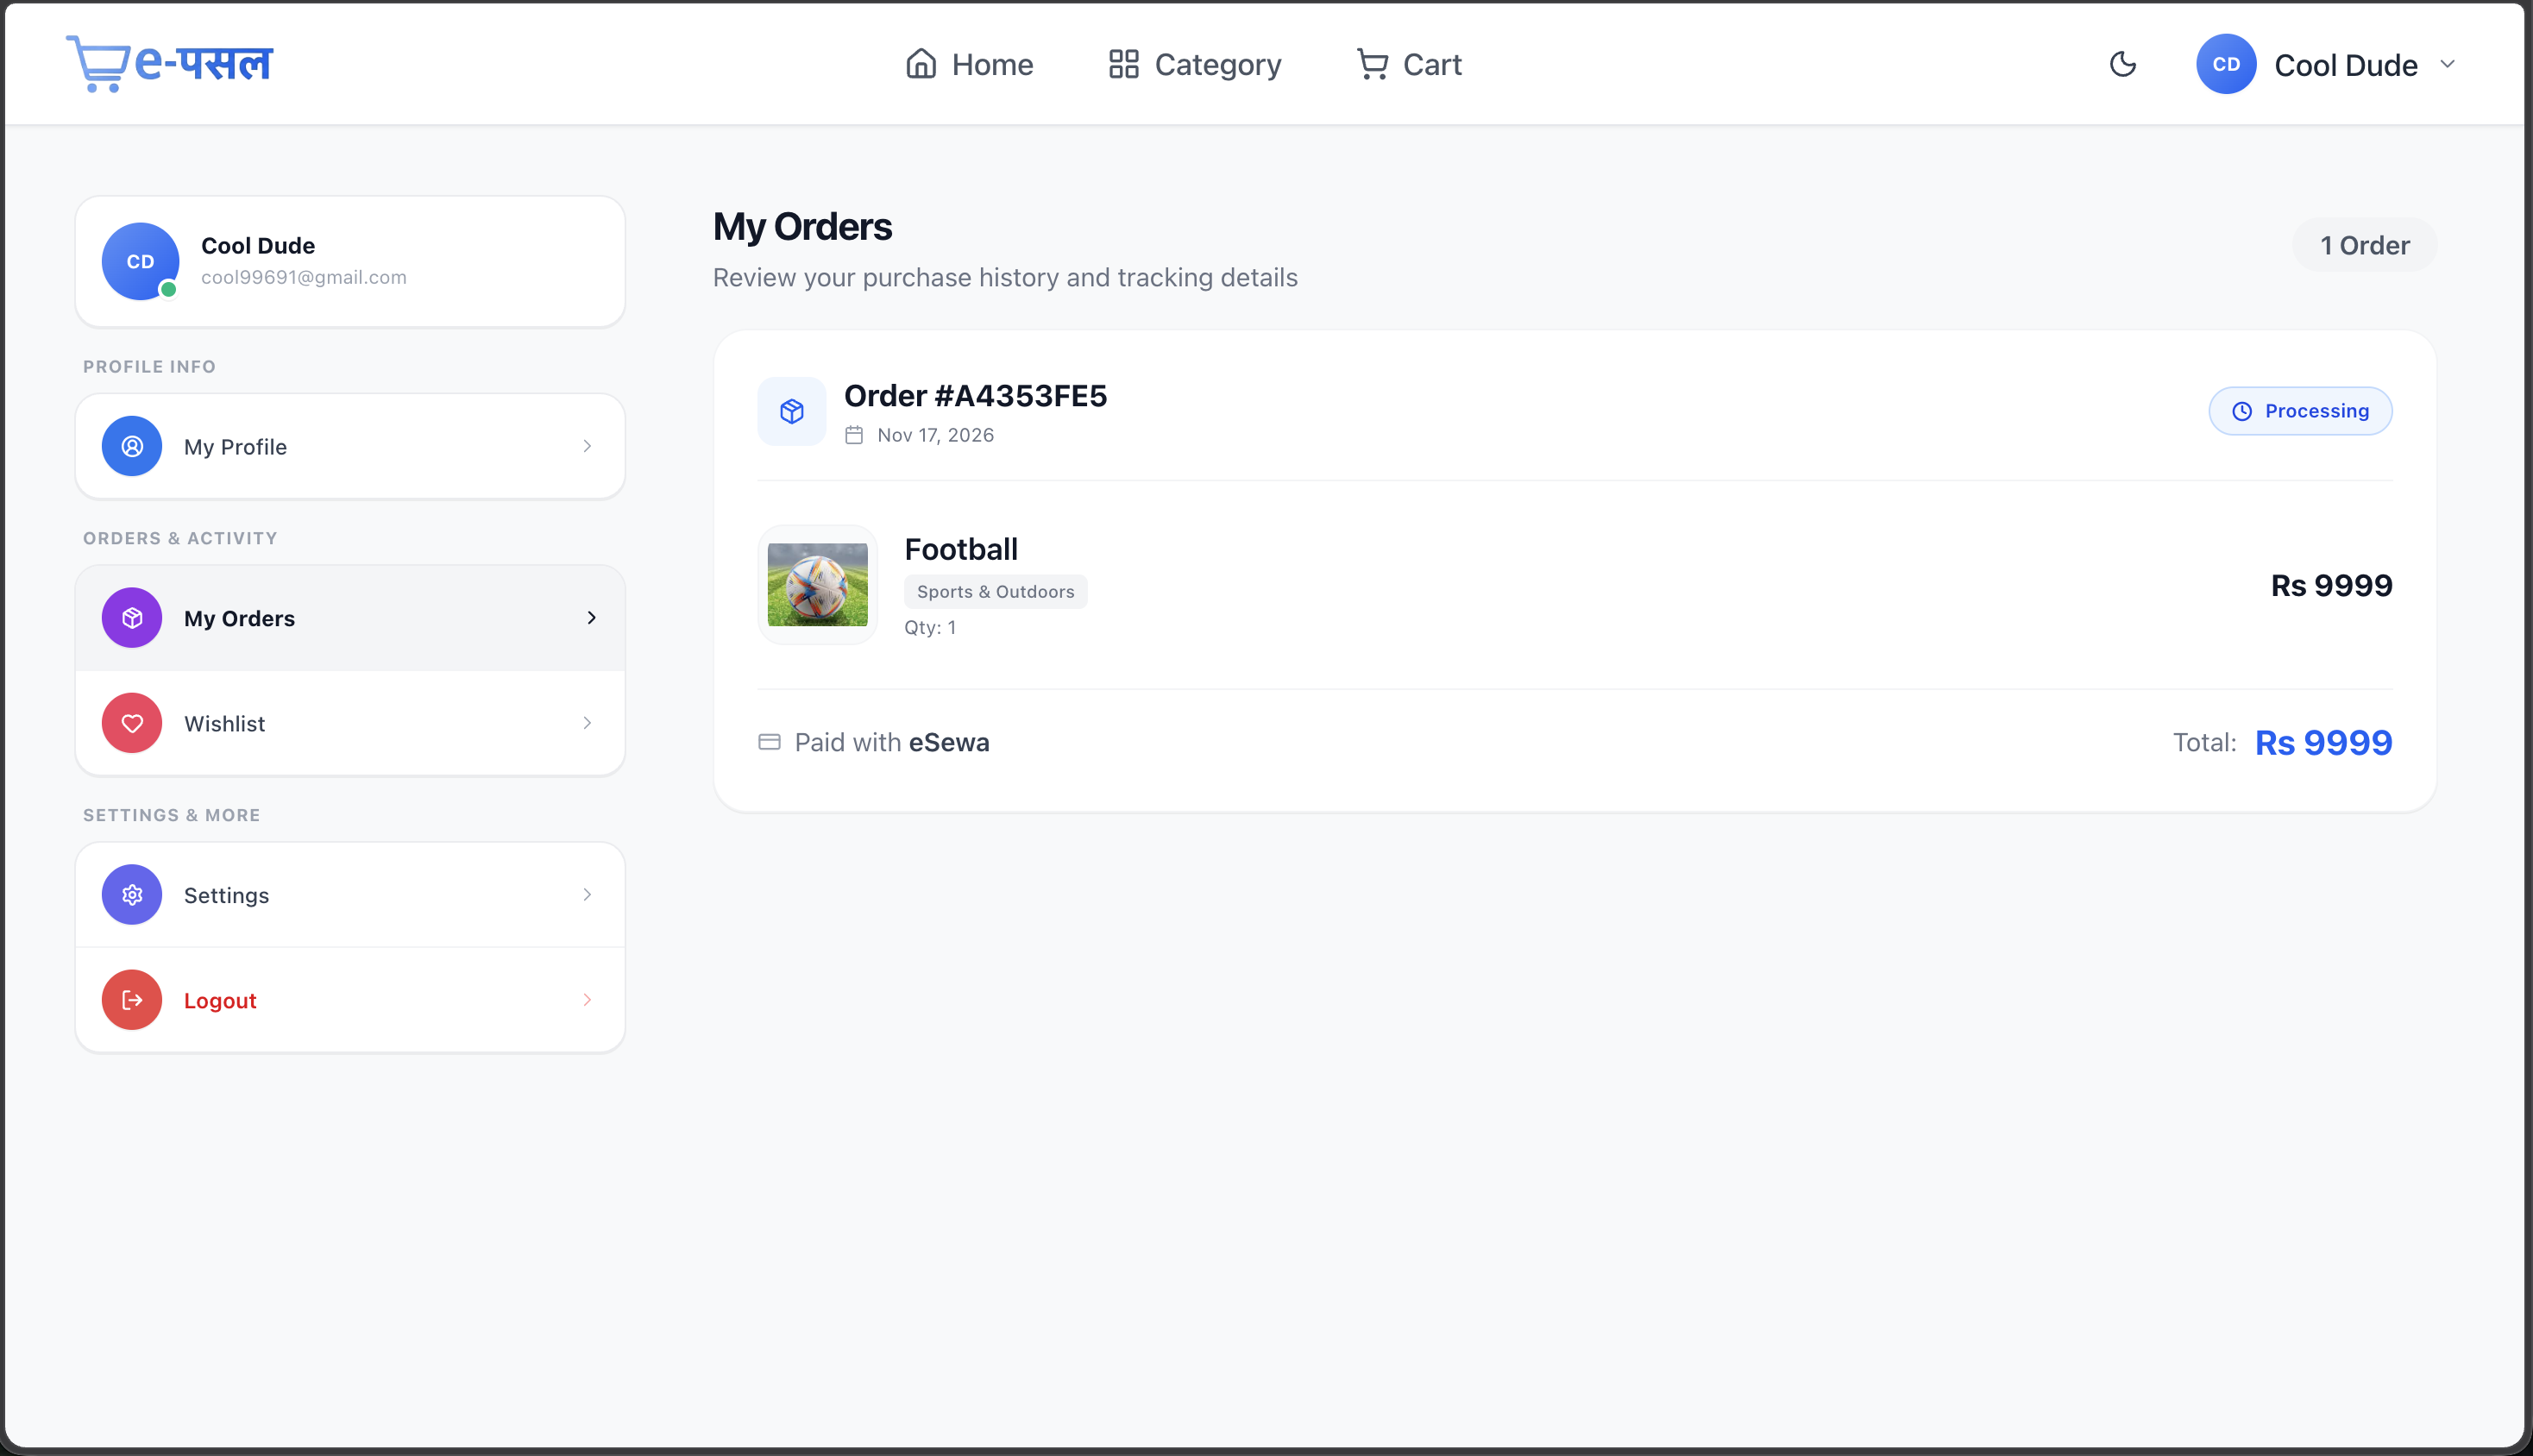 e-पसल
Home
Category
Cart
CD
Cool Dude
CD
Cool Dude
cool99691@gmail.com
PROFILE INFO
My Profile
ORDERS & ACTIVITY
My Orders
Wishlist
SETTINGS & MORE
Settings
Logout
My Orders
Review your purchase history and tracking details
1 Order
Order #A4353FE5
Nov 17, 2026
Processing
Football
Sports & Outdoors
Qty: 1
Rs 9999
Paid with eSewa
Total: Rs 9999